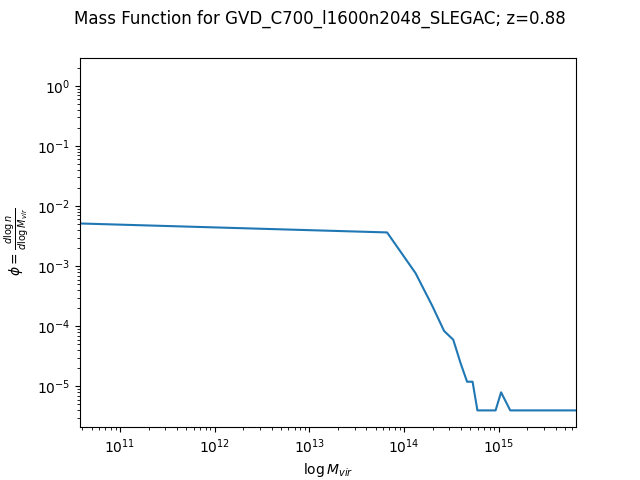 Mass Function for GVD_C700_l1600n2048_SLEGAC; z=0.88
10⁰
10⁻¹
10⁻²
10⁻³
10⁻⁴
10⁻⁵
ϕ = d log n / d log M_vir
10¹¹ 10¹² 10¹³ 10¹⁴ 10¹⁵
log M_vir